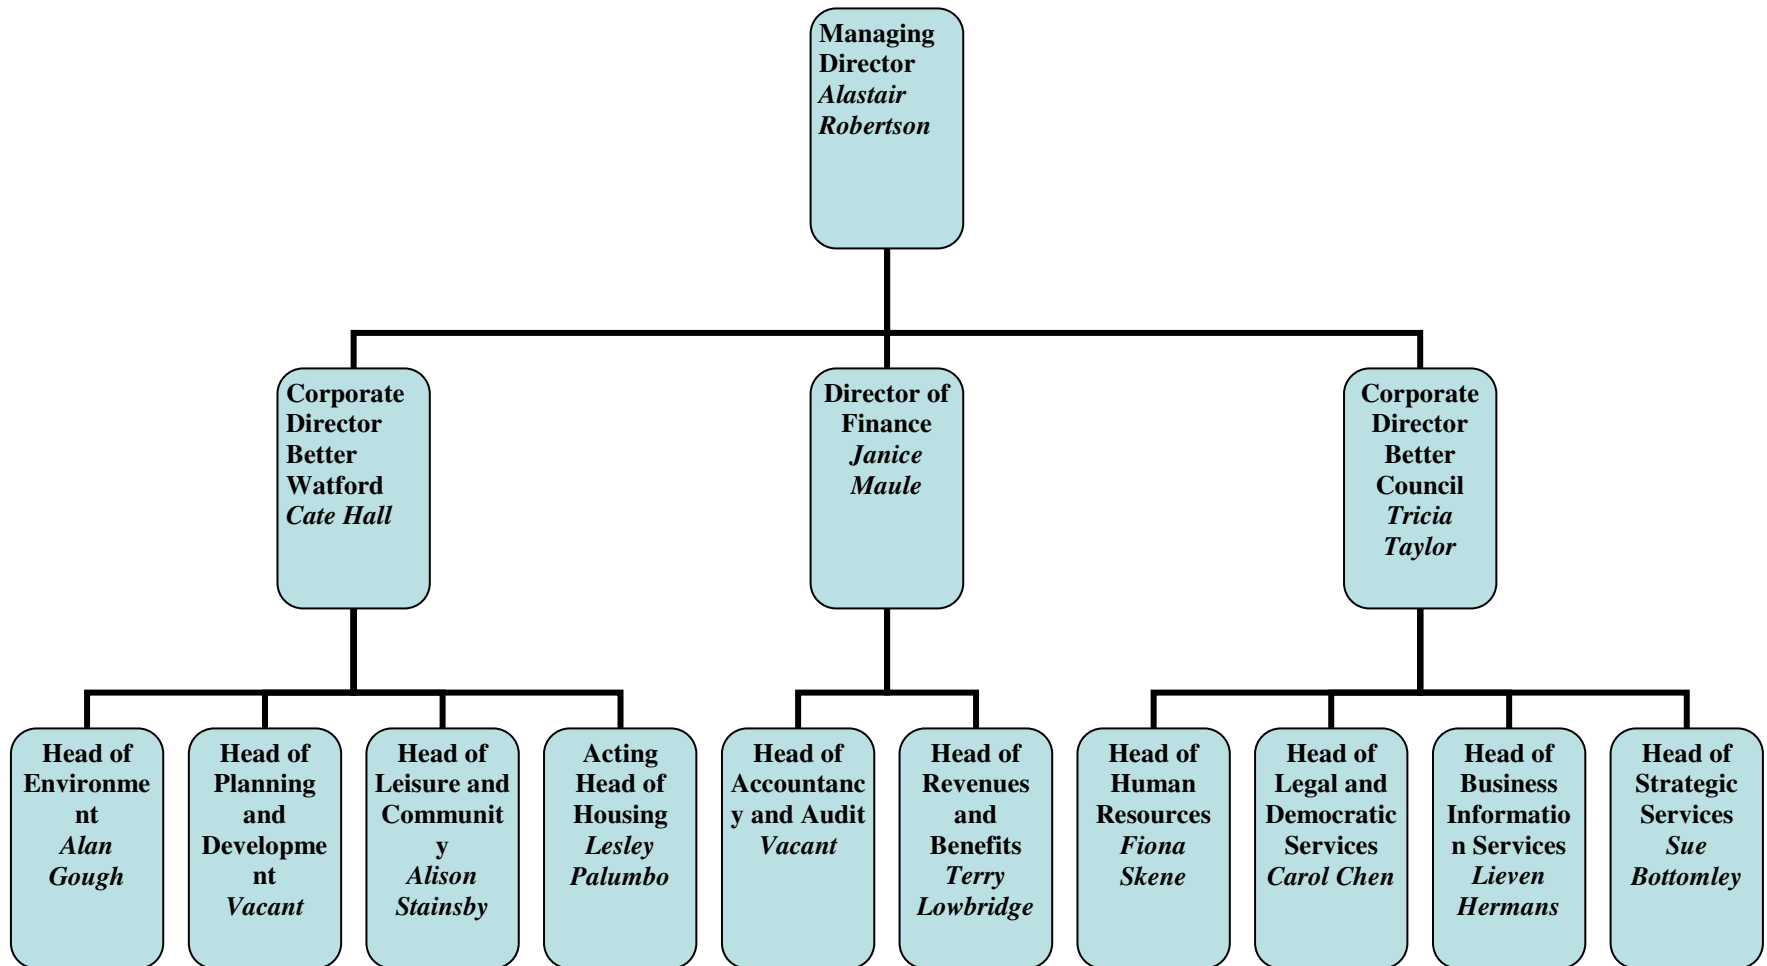 Managing
Director
Alastair
Robertson
Corporate
Director
Better
Watford
Cate Hall
Director of
Finance
Janice
Maule
Corporate
Director
Better
Council
Tricia
Taylor
Head of
Environme
nt
Alan
Gough
Head of
Planning
and
Developme
nt
Vacant
Head of
Leisure and
Communit
y
Alison
Stainsby
Acting
Head of
Housing
Lesley
Palumbo
Head of
Accountanc
y and Audit
Vacant
Head of
Revenues
and
Benefits
Terry
Lowbridge
Head of
Human
Resources
Fiona
Skene
Head of
Legal and
Democratic
Services
Carol Chen
Head of
Business
Informatio
n Services
Lieven
Hermans
Head of
Strategic
Services
Sue
Bottomley